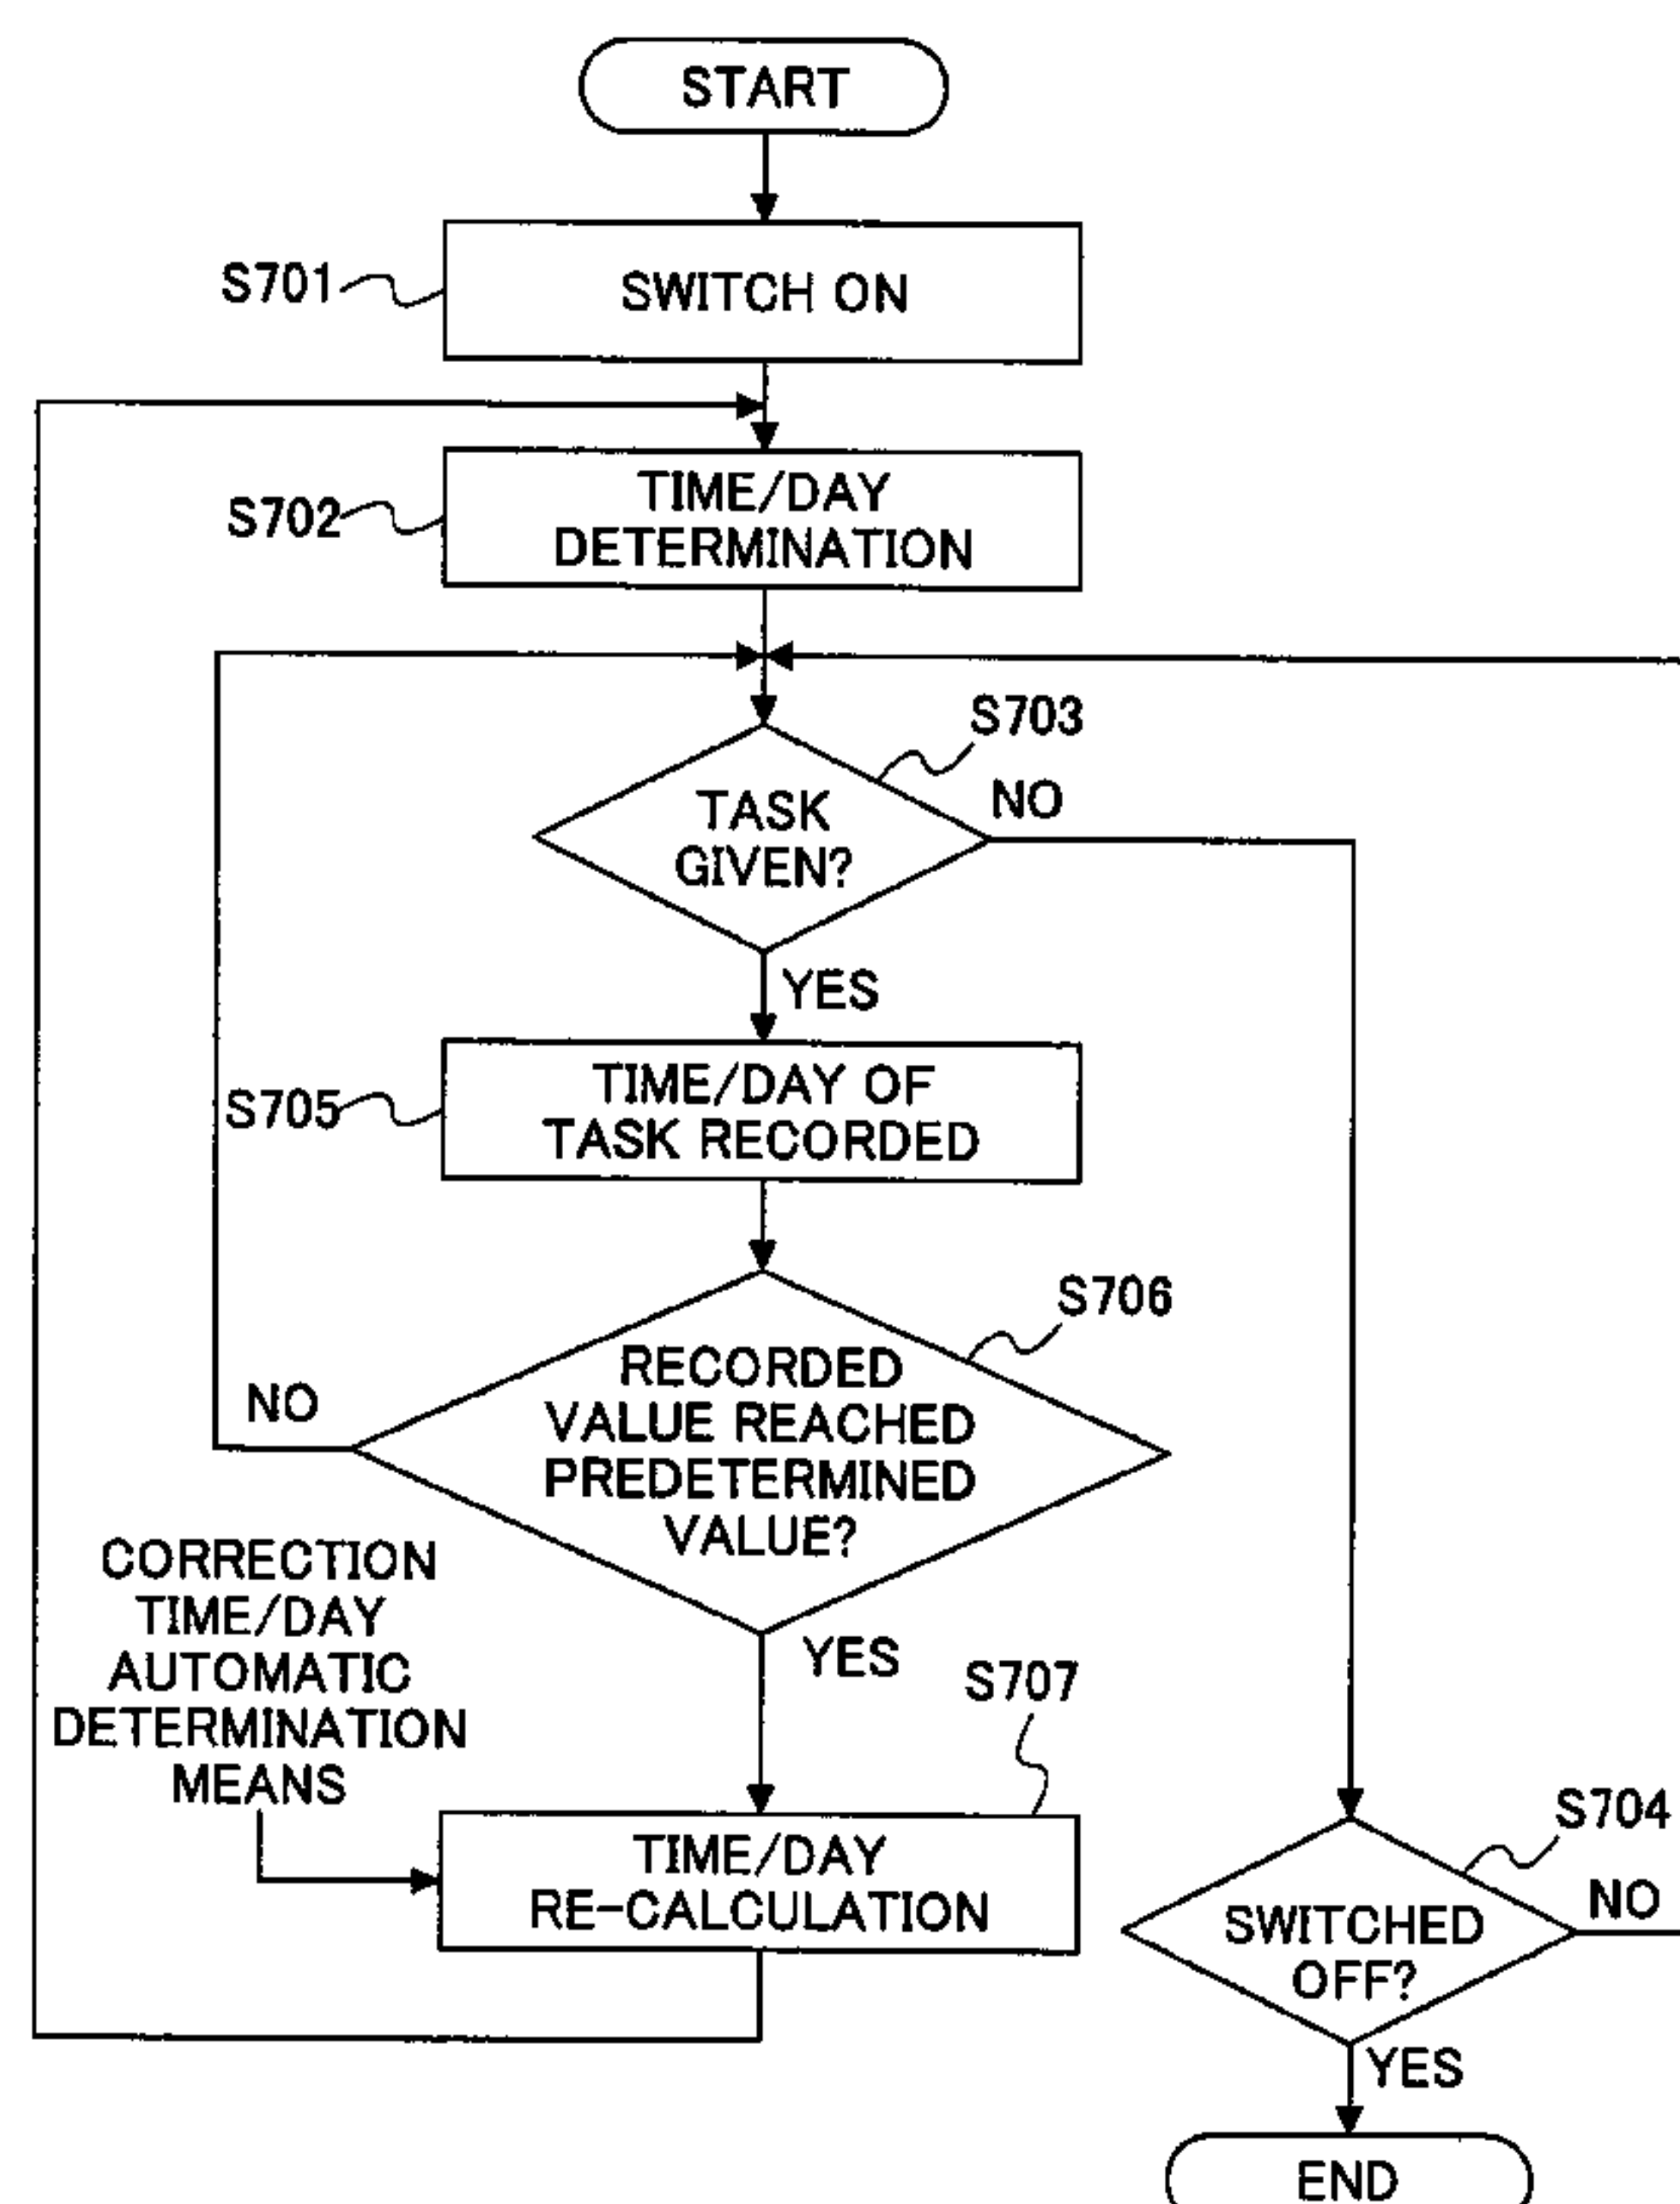 START
S701
SWITCH ON
S702
TIME/DAY
DETERMINATION
S703
TASK
GIVEN?
NO
YES
S705
TIME/DAY OF
TASK RECORDED
S706
RECORDED
VALUE REACHED
PREDETERMINED
VALUE?
NO
YES
CORRECTION
TIME/DAY
AUTOMATIC
DETERMINATION
MEANS
S707
TIME/DAY
RE-CALCULATION
S704
SWITCHED
OFF?
NO
YES
END